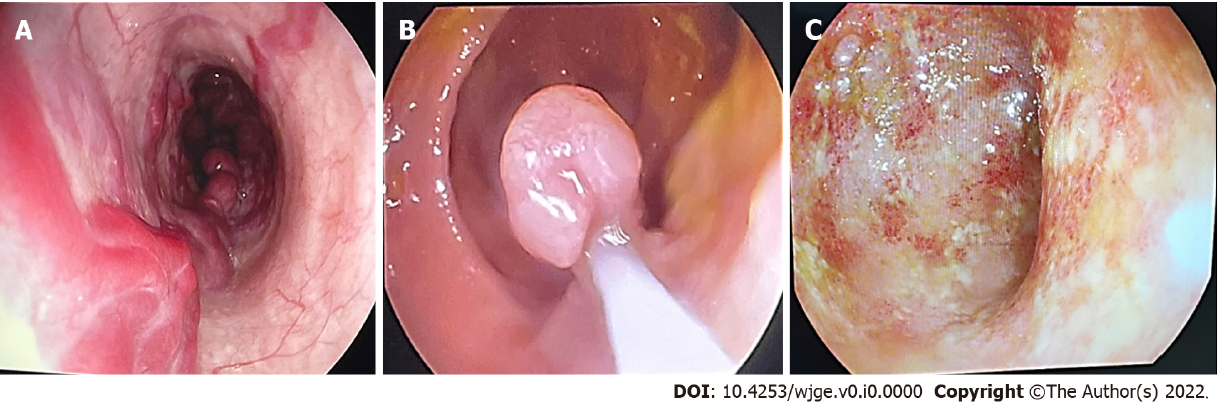 A
B
C
DOI: 10.4253/wjge.v0.i0.0000 Copyright ©The Author(s) 2022.